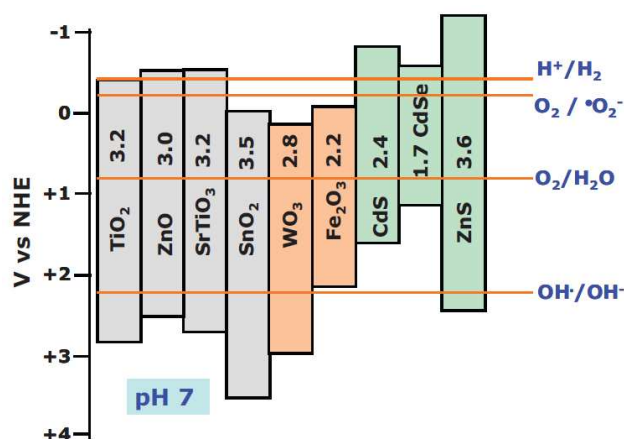 -1
0
+1
+2
+3
+4
V vs NHE
TiO₂ 3.2
ZnO 3.0
SrTiO₃ 3.2
SnO₂ 3.5
WO₃ 2.8
Fe₂O₃ 2.2
CdS 2.4
1.7 CdSe
ZnS 3.6
H⁺/H₂
O₂ / •O₂⁻
O₂/H₂O
OH·/OH⁻
pH 7